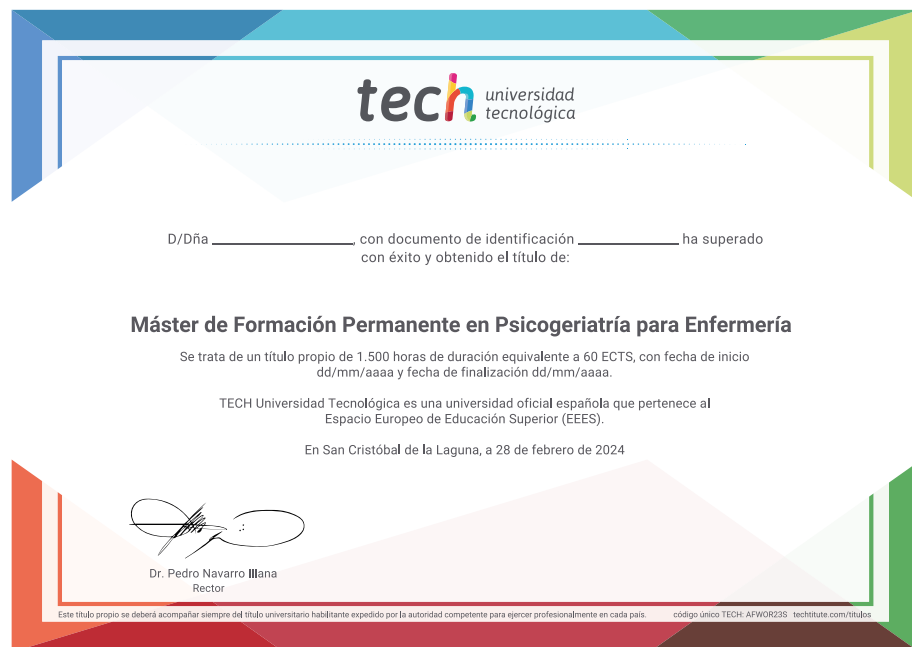 tech universidad
tecnológica
D/Dña ________________, con documento de identificación ____________ ha superado
con éxito y obtenido el título de:
Máster de Formación Permanente en Psicogeriatría para Enfermería
Se trata de un título propio de 1.500 horas de duración equivalente a 60 ECTS, con fecha de inicio
dd/mm/aaaa y fecha de finalización dd/mm/aaaa.
TECH Universidad Tecnológica es una universidad oficial española que pertenece al
Espacio Europeo de Educación Superior (EEES).
En San Cristóbal de la Laguna, a 28 de febrero de 2024
Dr. Pedro Navarro Illana
Rector
Este título propio se deberá acompañar siempre del título universitario habilitante expedido por la autoridad competente para ejercer profesionalmente en cada país. código único TECH: AFWOR23S techtitute.com/titulos